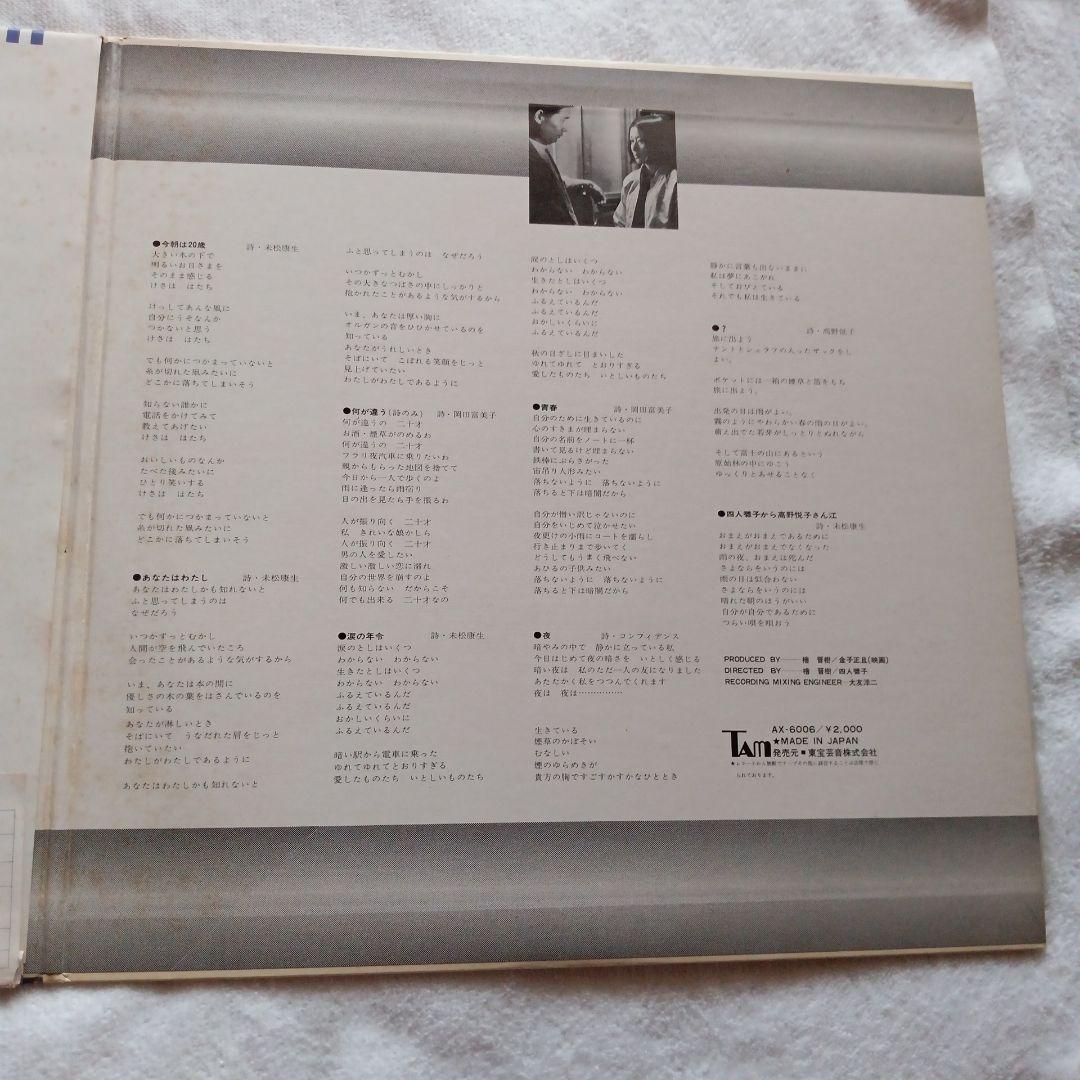 ●今朝は20歳　詩・末松康生
大きい木の下で
明るいお日さまを
そのまま感じる
けさは　はたち
けっしてあんな風に
自分にうそなんか
つかないと思う
けさは　はたち
でも何かにつかまっていないと
糸が切れた凧みたいに
どこかに落ちてしまいそう
知らない誰かに
電話をかけてみて
教えてあげたい
けさは　はたち
おいしいものなんか
たべた後みたいに
ひとり笑いする
けさは　はたち
でも何かにつかまっていないと
糸が切れた凧みたいに
どこかに落ちてしまいそう
●あなたはわたし　詩・末松康生
あなたはわたしかも知れないと
ふと思ってしまうのは
なぜだろう
いつかずっとむかし
人間が空を飛んでいたころ
会ったことがあるような気がするから
いま、あなたは本の間に
優しさの木の葉をはさんでいるのを
知っている
あなたが淋しいとき
そばにいて　うなだれた肩をじっと
抱いていたい
わたしがわたしであるように
あなたはわたしかも知れないと
ふと思ってしまうのは　なぜだろう
いつかずっとむかし
その大きなつばさの中にしっかりと
抱かれたことがあるような気がするから
いま、あなたは厚い胸に
オルガンの音をひびかせているのを
知っている
あなたがうれしいとき
そばにいて　こぼれる笑顔をじっと
見上げていたい
わたしがわたしであるように
●何が違う(詩のみ)　詩・岡田富美子
何が違うの　二十才
お酒・煙草がのめるわ
何が違うの　二十才
フラリ夜汽車に乗りたいわ
親からもらった地図を捨てて
今日から一人で歩くのよ
雨に逢ったら雨宿り
日の出を見たら手を振るわ
人が振り向く　二十才
私　きれいな娘かしら
人が振り向く　二十才
男の人を愛したい
激しい激しい恋に溺れ
自分の世界を崩すのよ
何も知らない　だからこそ
何でも出来る　二十才なの
●涙の年令　詩・末松康生
涙のとしはいくつ
わからない　わからない
生きたとしはいくつ
わからない　わからない
ふるえているんだ
ふるえているんだ
おかしいくらいに
ふるえているんだ
暗い駅から電車に乗った
ゆれてゆれてとおりすぎる
愛したものたち　いとしいものたち
涙のとしはいくつ
わからない　わからない
生きたとしはいくつ
わからない　わからない
ふるえているんだ
ふるえているんだ
おかしいくらいに
ふるえているんだ
秋の日ざしに目まいした
ゆれてゆれて　とおりすぎる
愛したものたち　いとしいものたち
●青春　詩・岡田富美子
自分のために生きているのに
心のすきまが埋まらない
自分の名前をノートに一杯
書いて見るけど埋まらない
鉄棒にぶらさがった
宙吊り人形みたい
落ちないように　落ちないように
落ちると下は暗闇だから
自分が憎い訳じゃないのに
自分をいじめて泣かせたい
夜更けの小雨にコートを濡らし
行き止まりまで歩いてく
どうしてもうまく飛べない
あひるの子供みたい
落ちないように　落ちないように
落ちると下は暗闇だから
●夜　詩・コンフィデンス
暗やみの中で　静かに立っている私
今日はじめて夜の暗さを　いとしく感じる
暗い夜は　私のただ一人の友になりました
あたたかく私をつつんでくれます
夜は　夜は……………
生きている
煙草のかぼそい
むなしい
煙のゆらめきが
貴方の胸ですごすかすかなひととき
静かに言葉も出ないままに
私は夢にあこがれ
そしておびえている
それでも私は生きている
●？　詩・高野悦子
旅に出よう
テントとシュラフの入ったザックをし
よい、
ポケットには一箱の煙草と笛をもち
旅に出よう、
出発の日は雨がよい、
霧のようにやわらかい春の雨の日がよい、
萌え出でた若芽がしっとりとぬれながら
そして富士の山にあるという
原始林の中にゆこう
ゆっくりとあせることなく
●四人囃子から高野悦子さん江
詩・末松康生
おまえがおまえであるために
おまえがおまえでなくなった
雨の夜、おまえは死んだ
さよならをいうのには
雨の日は似合わない
さよならをいうのには
晴れた朝のほうがいい
自分が自分であるために
つらい唄を唄おう
PRODUCED BY——檜　晋樹／金子正且(映画)
DIRECTED BY——檜　晋樹／四人囃子
RECORDING MIXING ENGINEER—大友洋二
TAM
AX-6006／¥2,000
★MADE IN JAPAN
発売元■東宝芸音株式会社